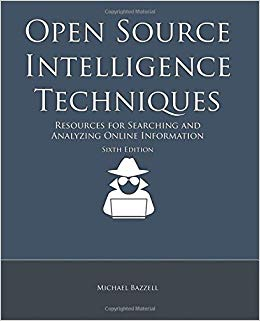 Open Source
Intelligence
Techniques
Resources for Searching and
Analyzing Online Information
Sixth Edition
Michael Bazzell